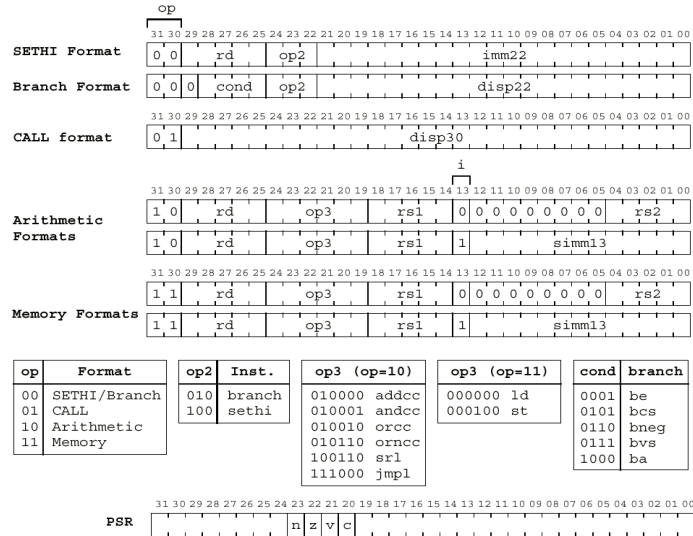 op
31 30 29 28 27 26 25 24 23 22 21 20 19 18 17 16 15 14 13 12 11 10 09 08 07 06 05 04 03 02 01 00
SETHI Format 0 0 rd op2 imm22
Branch Format 0 0 0 cond op2 disp22
31 30 29 28 27 26 25 24 23 22 21 20 19 18 17 16 15 14 13 12 11 10 09 08 07 06 05 04 03 02 01 00
CALL format 0 1 disp30
i
31 30 29 28 27 26 25 24 23 22 21 20 19 18 17 16 15 14 13 12 11 10 09 08 07 06 05 04 03 02 01 00
Arithmetic Formats
1 0 rd op3 rs1 0 0 0 0 0 0 0 0 0 rs2
1 0 rd op3 rs1 1 simm13
31 30 29 28 27 26 25 24 23 22 21 20 19 18 17 16 15 14 13 12 11 10 09 08 07 06 05 04 03 02 01 00
Memory Formats
1 1 rd op3 rs1 0 0 0 0 0 0 0 0 0 rs2
1 1 rd op3 rs1 1 simm13
op Format
00 SETHI/Branch
01 CALL
10 Arithmetic
11 Memory
op2 Inst.
010 branch
100 sethi
op3 (op=10)
010000 addcc
010001 andcc
010010 orcc
010110 orncc
100110 srl
111000 jmpl
op3 (op=11)
000000 ld
000100 st
cond branch
0001 be
0101 bcs
0110 bneg
0111 bvs
1000 ba
31 30 29 28 27 26 25 24 23 22 21 20 19 18 17 16 15 14 13 12 11 10 09 08 07 06 05 04 03 02 01 00
PSR n z v c